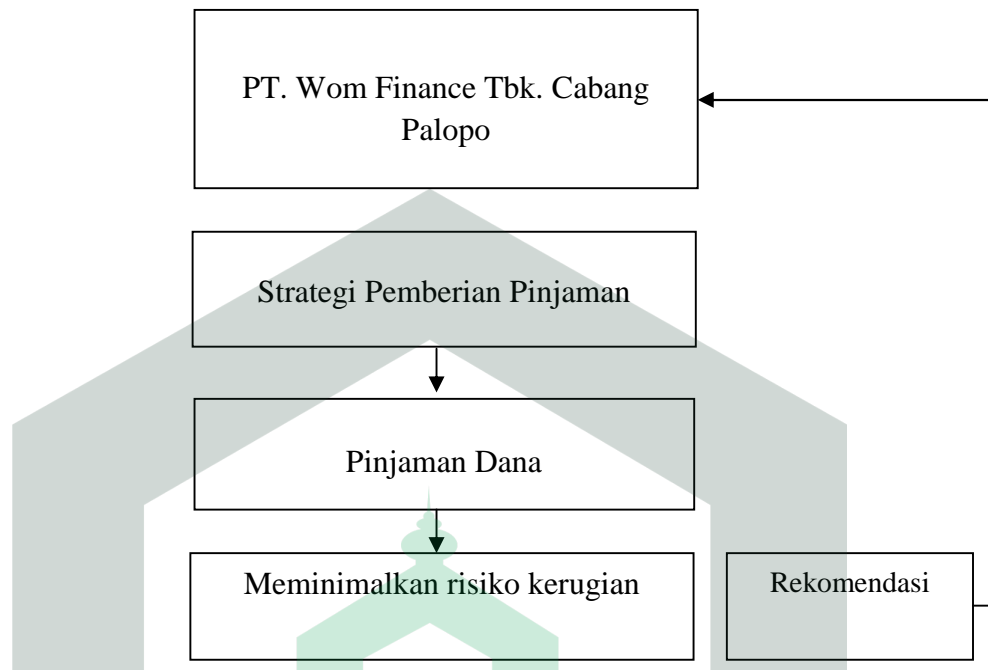 PT. Wom Finance Tbk. Cabang
Palopo
Strategi Pemberian Pinjaman
Pinjaman Dana
Meminimalkan risiko kerugian
Rekomendasi